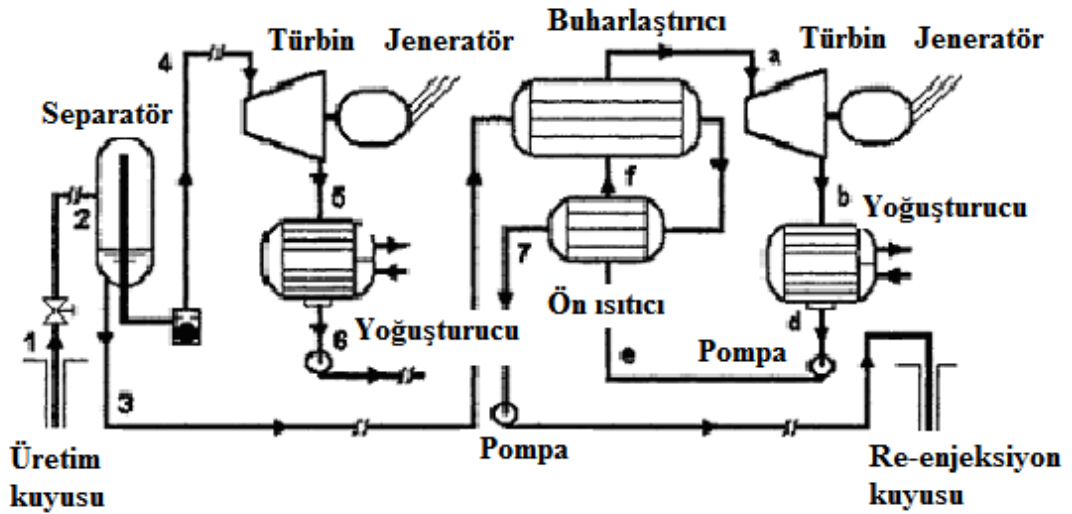 Buharlaştırıcı
Türbin
Jeneratör
Türbin
Jeneratör
4
a
Separatör
2
5
f
b
Yoğuşturucu
7
Ön ısıtıcı
1
6
Yoğuşturucu
d
e
Pompa
3
Üretim
kuyusu
Pompa
Re-enjeksiyon
kuyusu